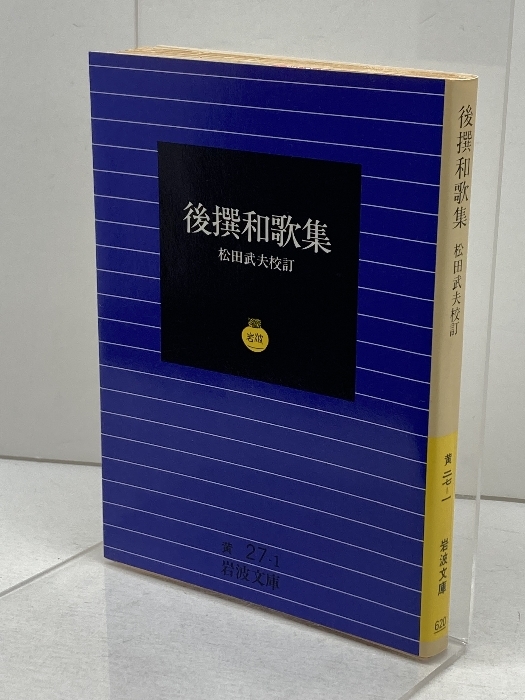 後撰和歌集
松田武夫校訂
岩波
黄 27-1
岩波文庫
後撰和歌集
松田武夫校訂
黄二七-一
岩波文庫
620